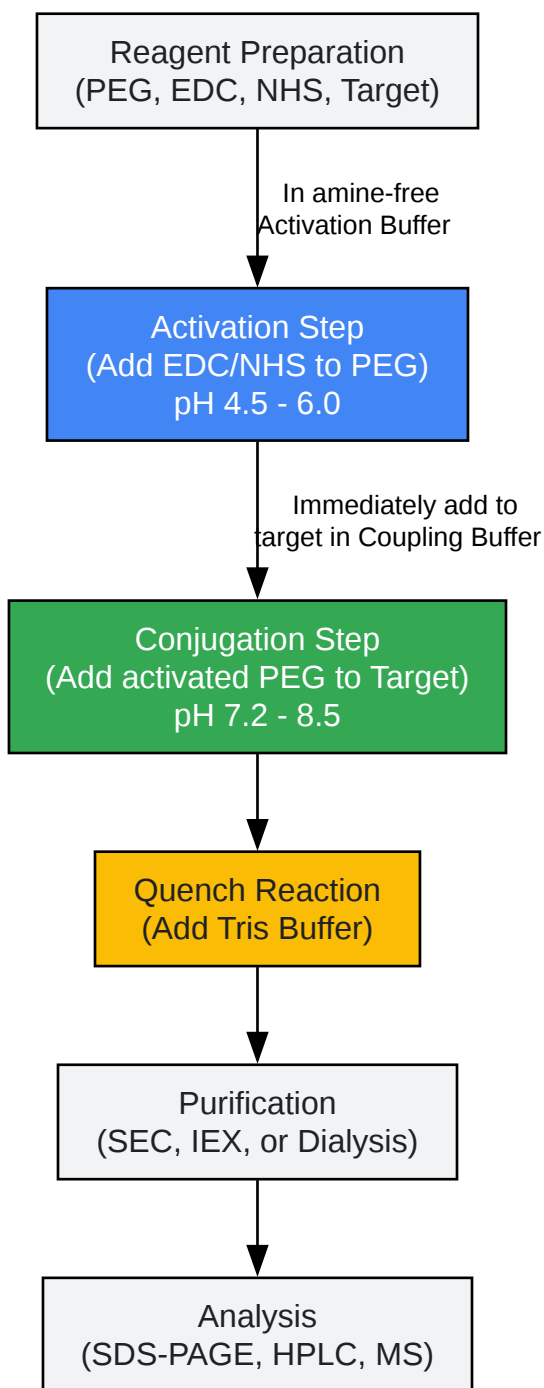 Reagent Preparation
(PEG, EDC, NHS, Target)
In amine-free
Activation Buffer
Activation Step
(Add EDC/NHS to PEG)
pH 4.5 - 6.0
Immediately add to
target in Coupling Buffer
Conjugation Step
(Add activated PEG to Target)
pH 7.2 - 8.5
Quench Reaction
(Add Tris Buffer)
Purification
(SEC, IEX, or Dialysis)
Analysis
(SDS-PAGE, HPLC, MS)